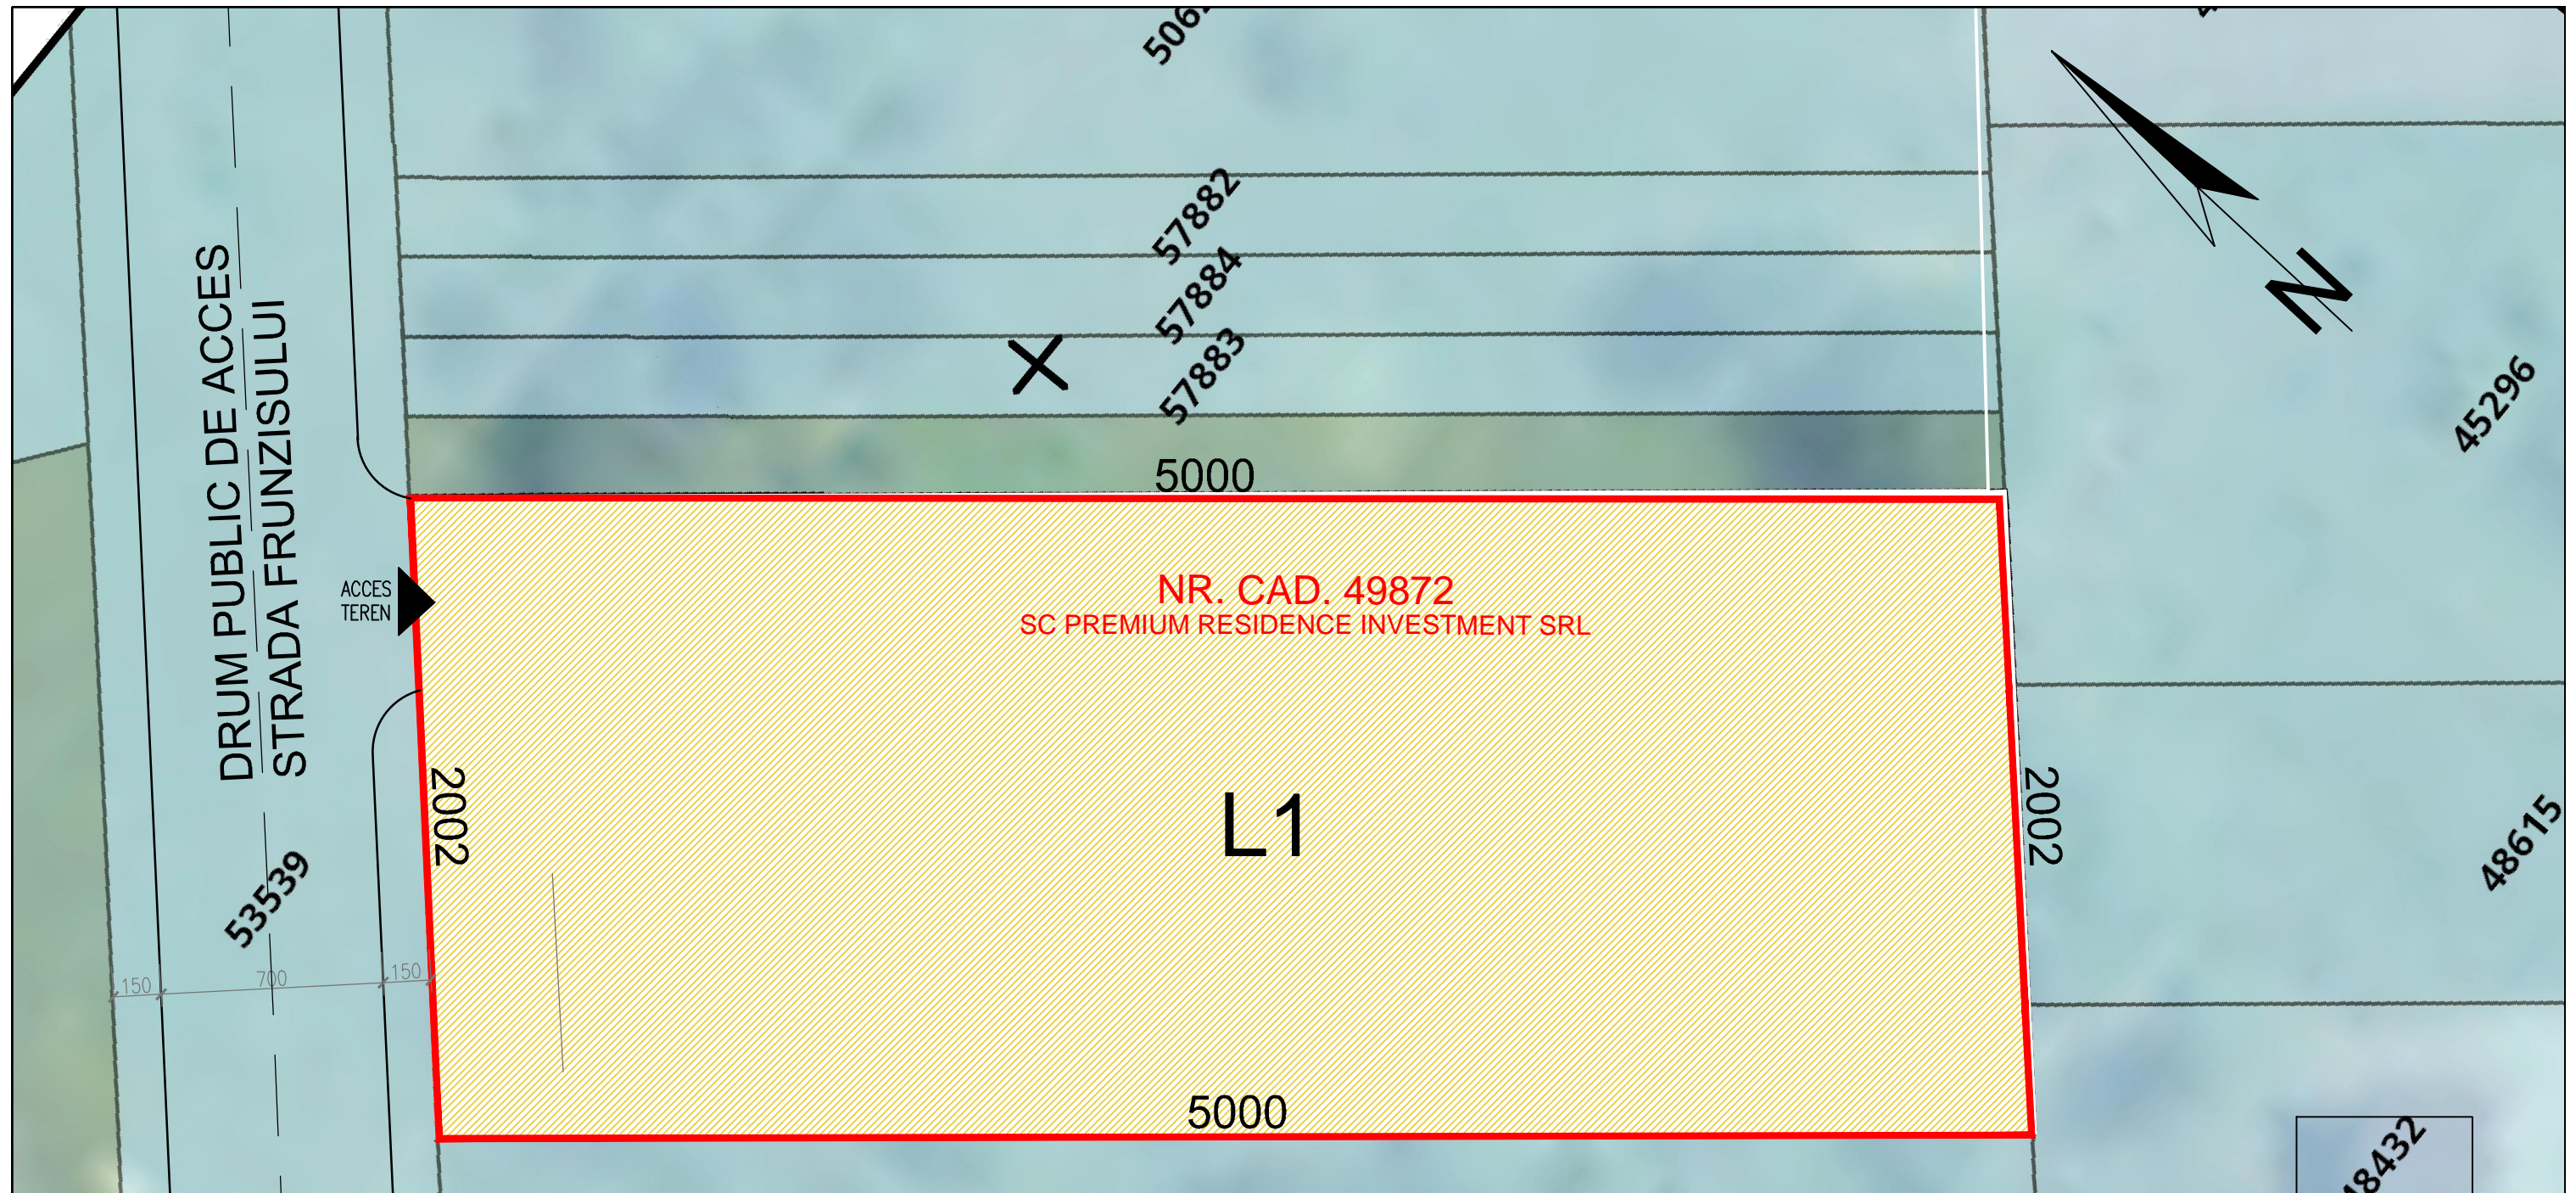 57882
57884
57883
N
45296
5000
DRUM PUBLIC DE ACCES
STRADA FRUNZISULUI
ACCES
TEREN
NR. CAD. 49872
SC PREMIUM RESIDENCE INVESTMENT SRL
2002
L1
2002
48615
53539
150
700
150
5000